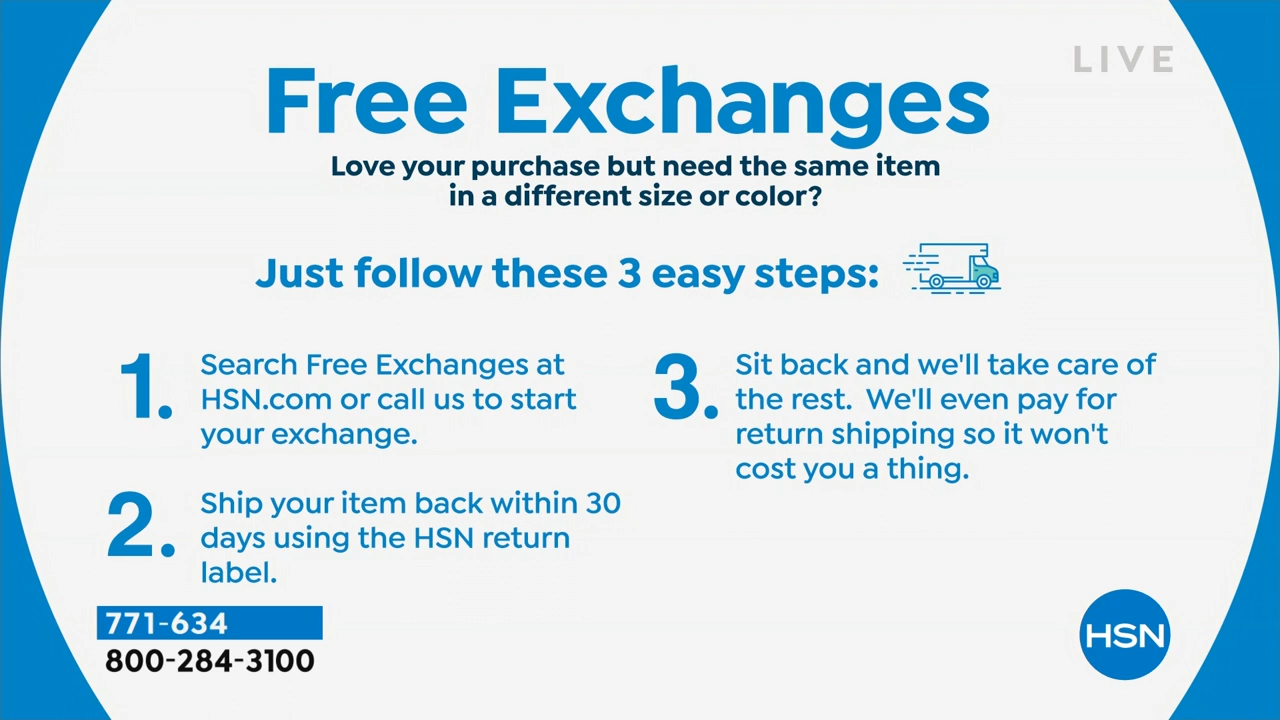 LIVE
Free Exchanges
Love your purchase but need the same item
in a different size or color?
Just follow these 3 easy steps:
1. Search Free Exchanges at
HSN.com or call us to start
your exchange.
2. Ship your item back within 30
days using the HSN return
label.
3. Sit back and we'll take care of
the rest. We'll even pay for
return shipping so it won't
cost you a thing.
771-634
800-284-3100
HSN